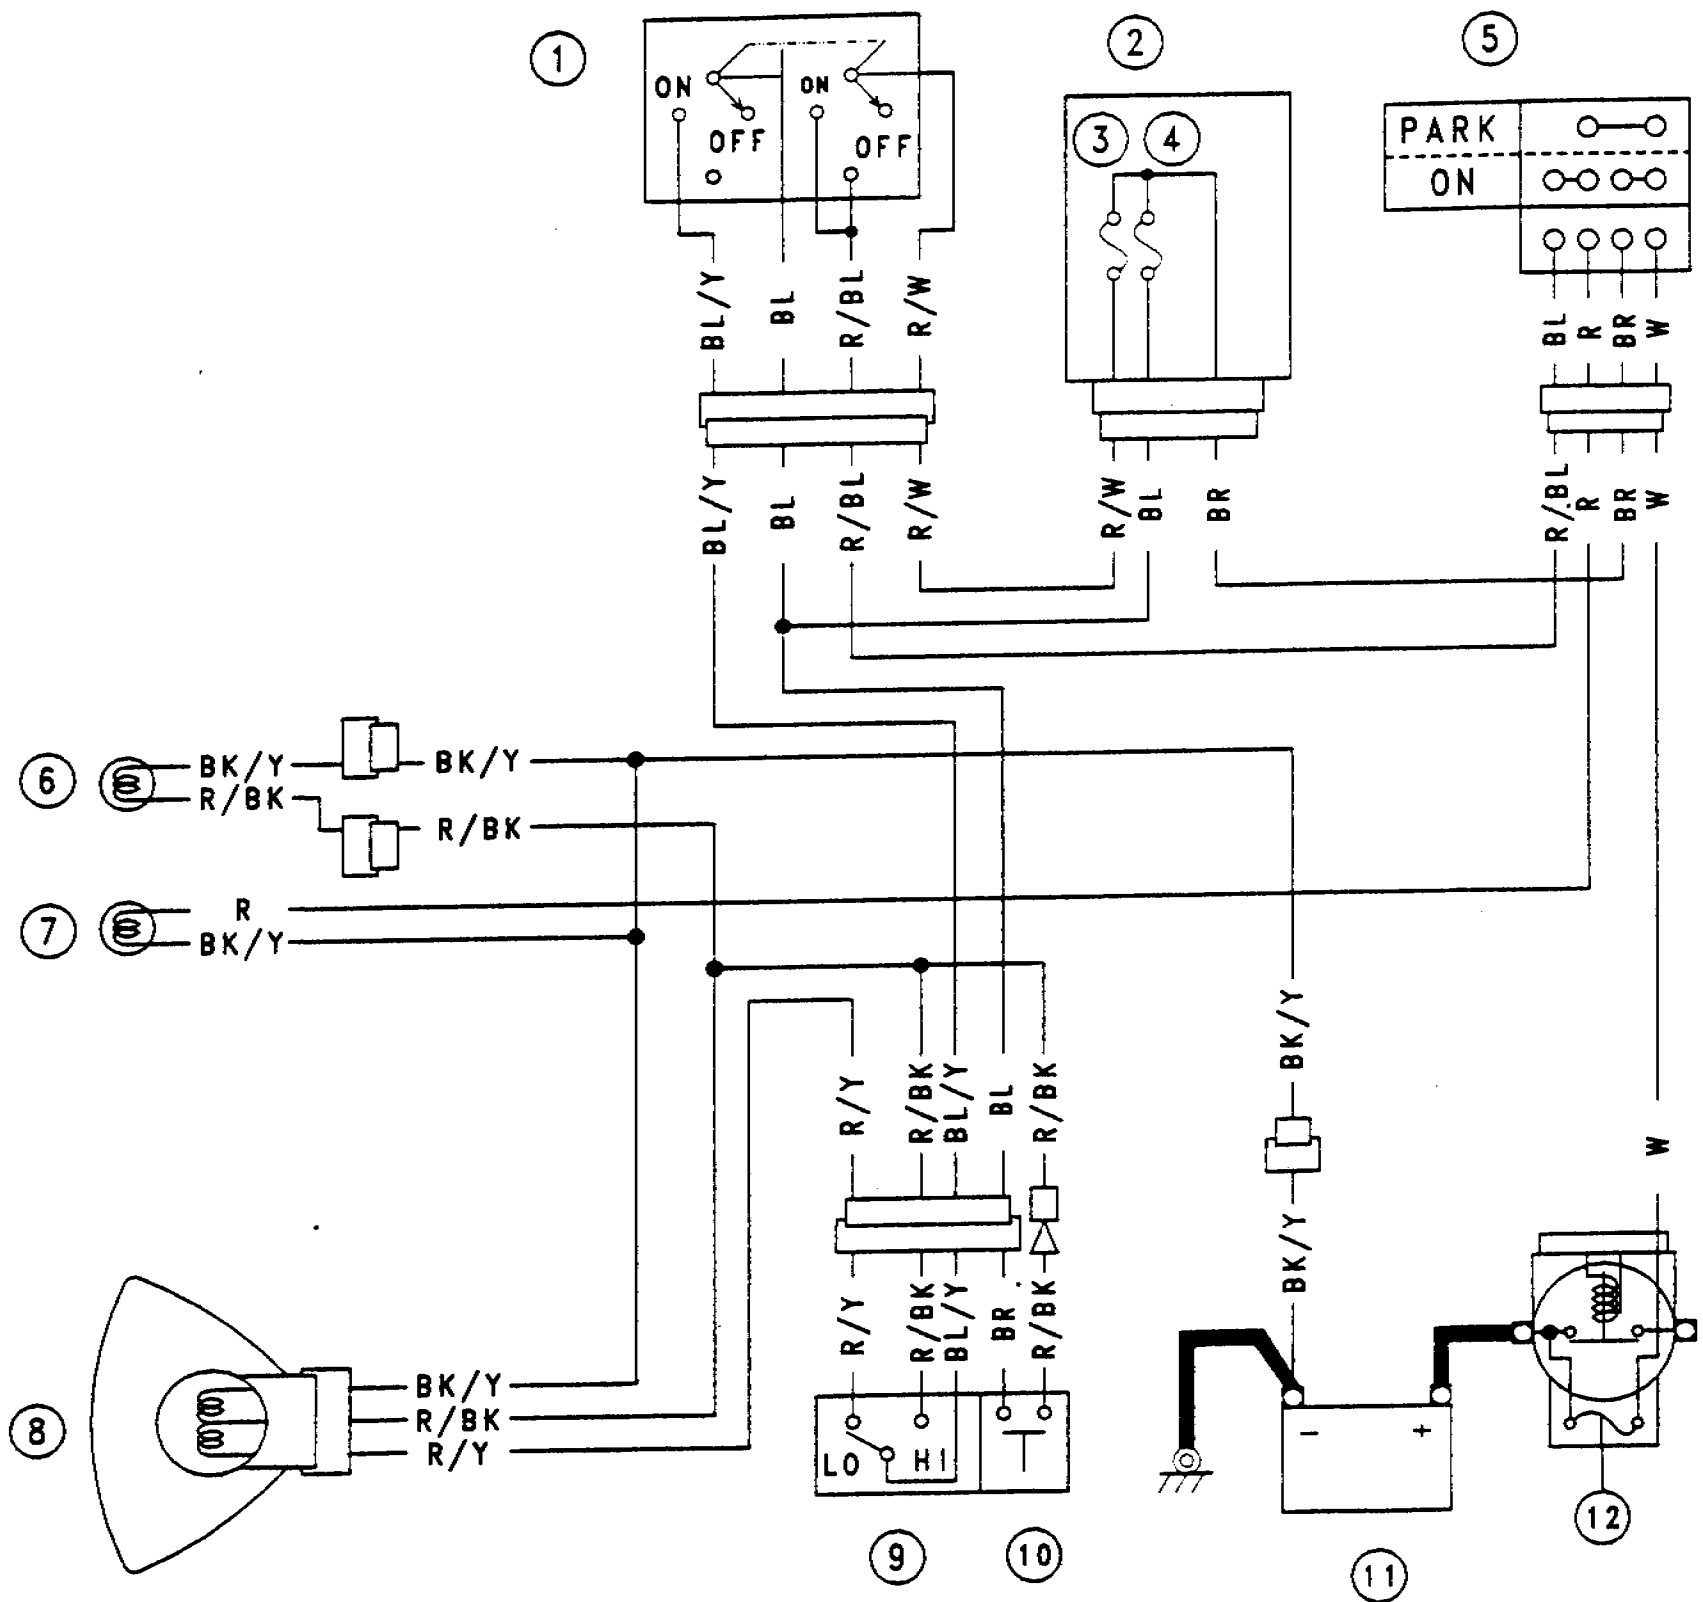 1 2 5
ON OFF ON OFF
3 4
PARK
ON
BL/Y BL R/BL R/W
BL R BR W
BL/Y BL R/BL R/W
R/W BL BR
R/BL R BR W
6 BK/Y BK/Y
R/BK R/BK
7 R
BK/Y
R/Y R/BK BL/Y BL R/BK
BK/Y
W
BK/Y
R/Y R/BK BL/Y BR R/BK
8 BK/Y
R/BK
R/Y
LO HI
- +
9 10 11 12